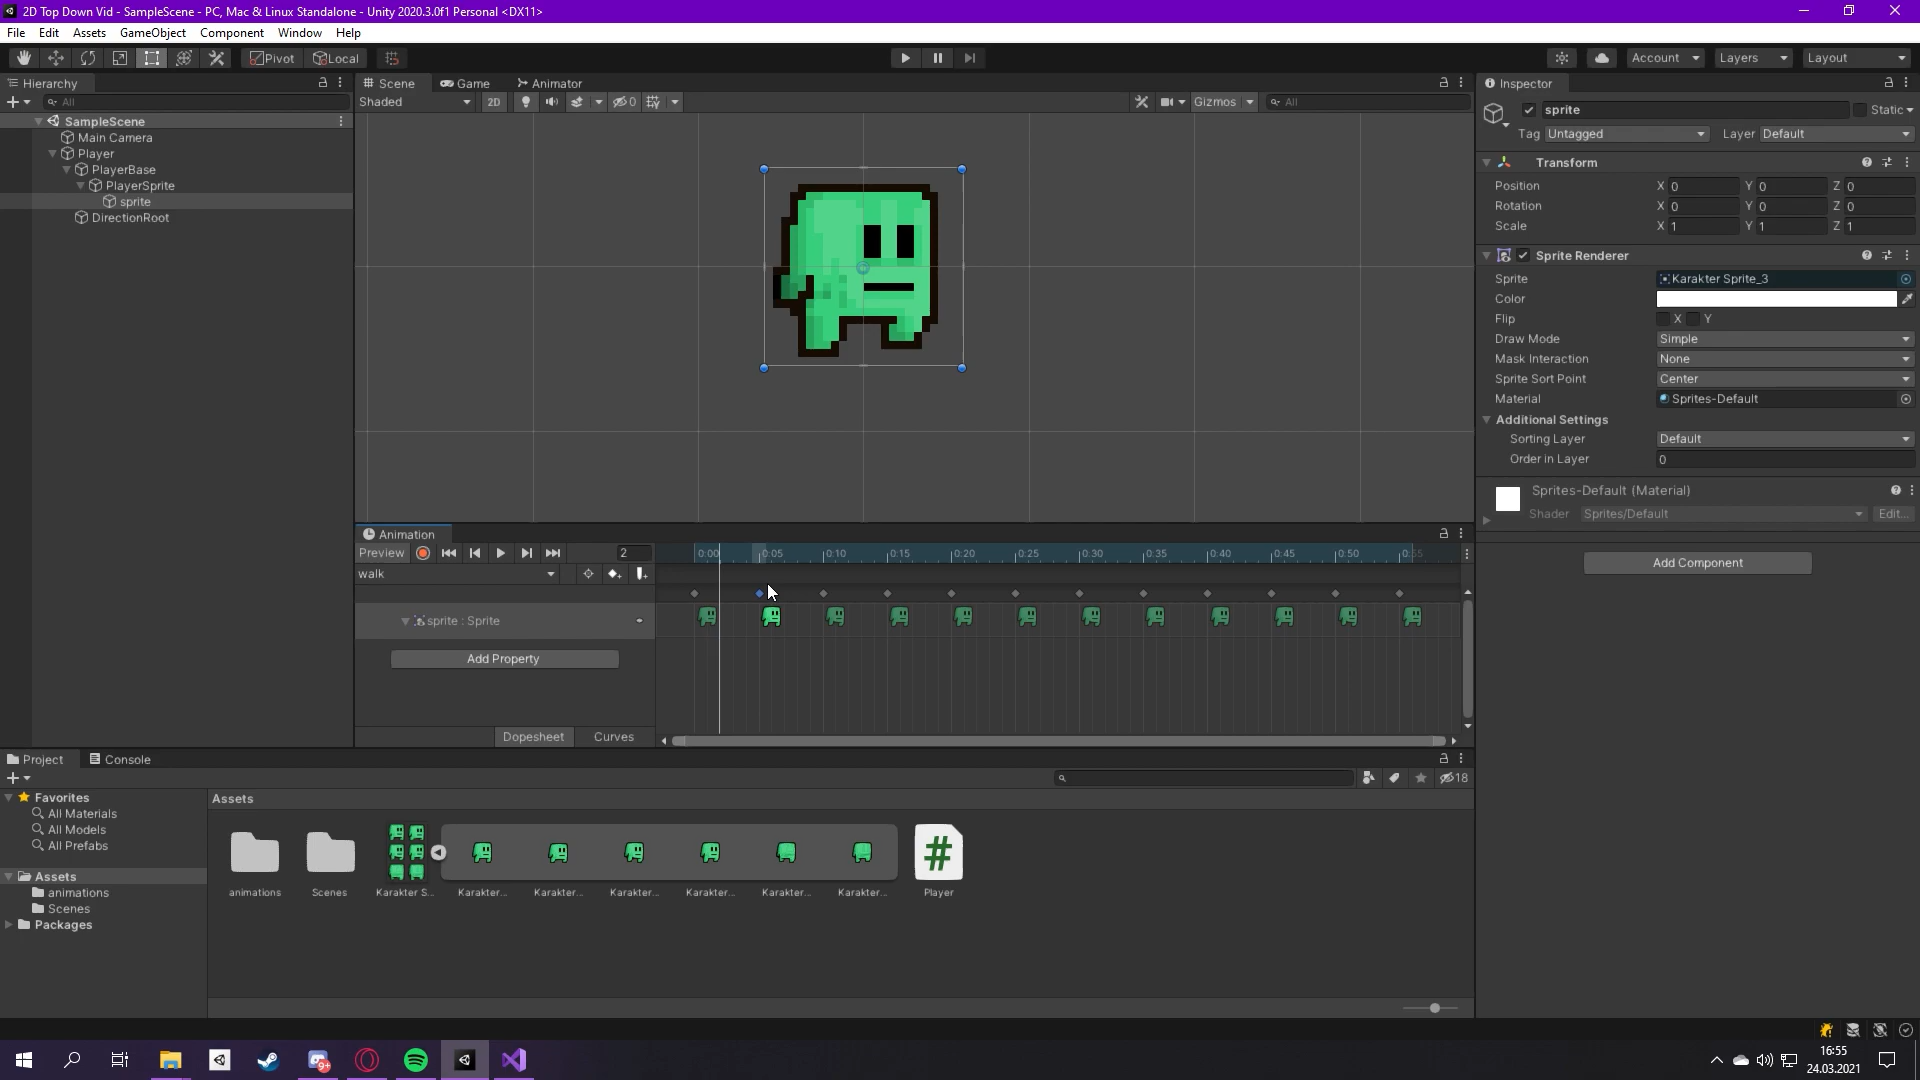 2D Top Down Vid - SampleScene - PC, Mac & Linux Standalone - Unity 2020.3.0f1 Personal <DX11>
File Edit Assets GameObject Component Window Help
Pivot Local Account Layers Layout
Hierarchy
All
SampleScene
Main Camera
Player
PlayerBase
PlayerSprite
sprite
DirectionRoot
Scene Game Animator
Shaded 2D 0 Gizmos All
Inspector
sprite Static
Tag Untagged Layer Default
Transform
Position X 0 Y 0 Z 0
Rotation X 0 Y 0 Z 0
Scale X 1 Y 1 Z 1
Sprite Renderer
Sprite Karakter Sprite_3
Color
Flip X Y
Draw Mode Simple
Mask Interaction None
Sprite Sort Point Center
Material Sprites-Default
Additional Settings
Sorting Layer Default
Order in Layer 0
Sprites-Default (Material)
Shader Sprites/Default Edit...
Add Component
Animation
Preview 2 0:00 0:05 0:10 0:15 0:20 0:25 0:30 0:35 0:40 0:45 0:50 0:55
walk
sprite : Sprite
Add Property
Dopesheet Curves
Project Console
18
Favorites
All Materials
All Models
All Prefabs
Assets
animations
Scenes
Packages
Assets
animations Scenes Karakter S... Karakter... Karakter... Karakter... Karakter... Karakter... Karakter... Player
#
9+
16:55
24.03.2021